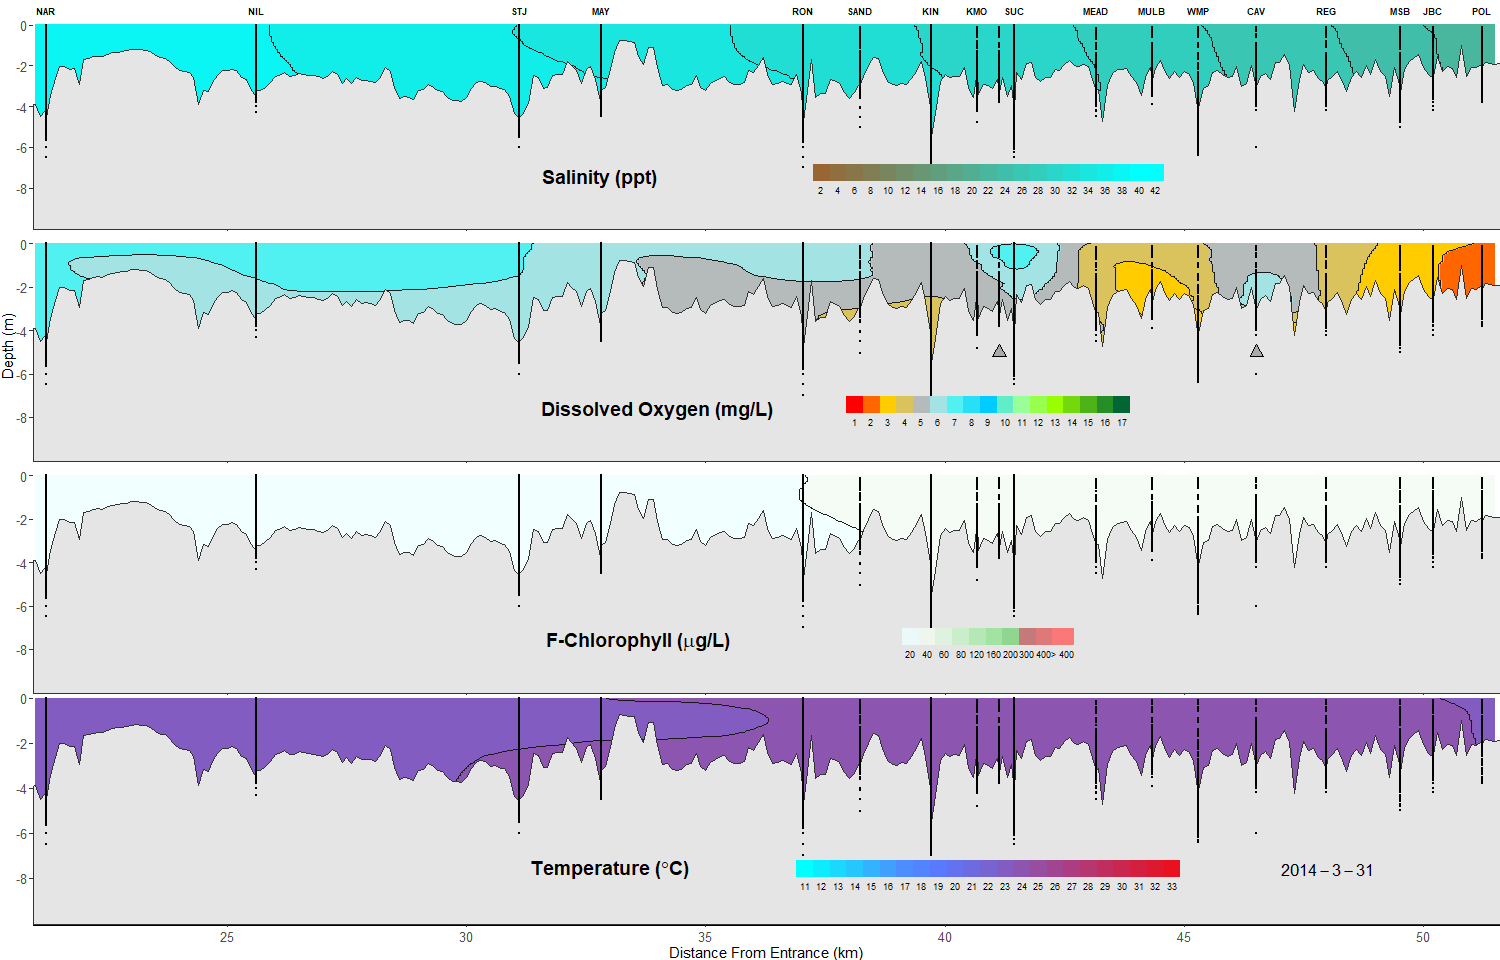 NAR NIL STJ MAY RON SAND KIN KMO SUC MEAD MULB WMP CAV REG MSB JBC POL
0
-2
-4
-6
-8
Salinity (ppt)
2 4 6 8 10 12 14 16 18 20 22 24 26 28 30 32 34 36 38 40 42
0
-2
-4
-6
-8
Depth (m)
Dissolved Oxygen (mg/L)
1 2 3 4 5 6 7 8 9 10 11 12 13 14 15 16 17
0
-2
-4
-6
-8
F-Chlorophyll (μg/L)
20 40 60 80 120 160 200 300 400 > 400
0
-2
-4
-6
-8
Temperature (°C)
11 12 13 14 15 16 17 18 19 20 21 22 23 24 25 26 27 28 29 30 31 32 33
2014 – 3 – 31
25 30 35 40 45 50
Distance From Entrance (km)